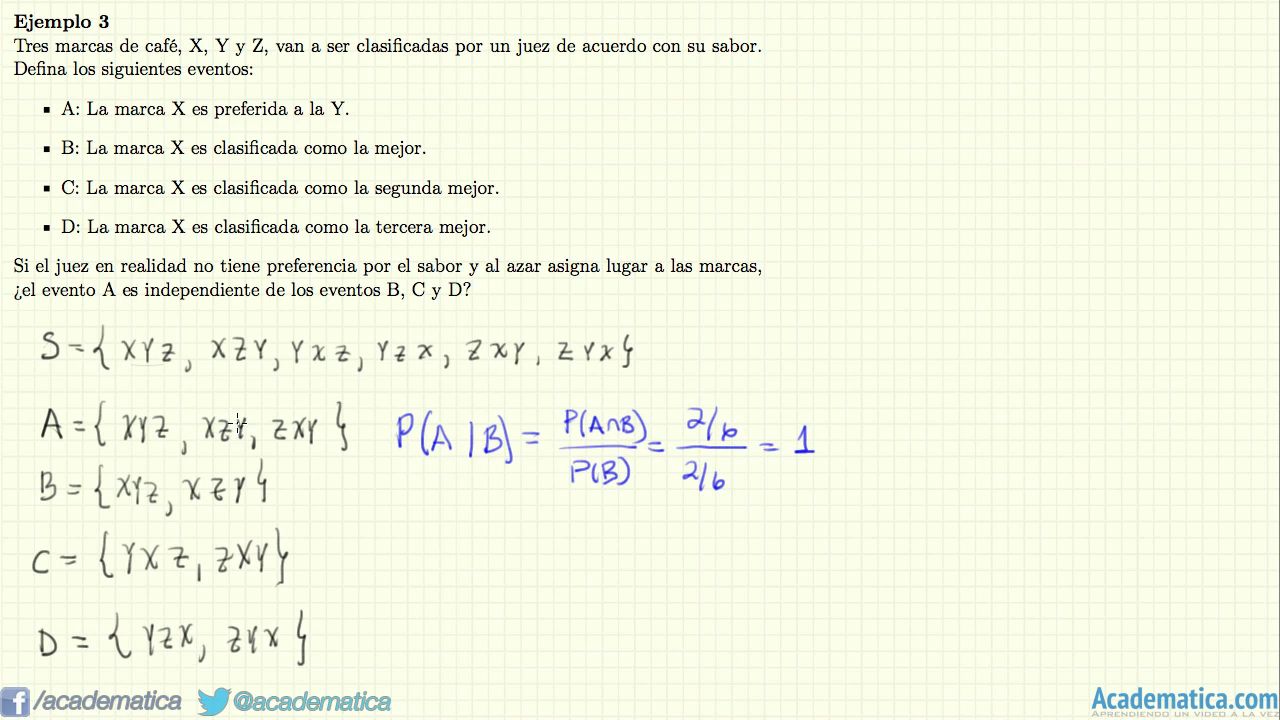 Ejemplo 3
Tres marcas de café, X, Y y Z, van a ser clasificadas por un juez de acuerdo con su sabor.
Defina los siguientes eventos:
▪ A: La marca X es preferida a la Y.
▪ B: La marca X es clasificada como la mejor.
▪ C: La marca X es clasificada como la segunda mejor.
▪ D: La marca X es clasificada como la tercera mejor.
Si el juez en realidad no tiene preferencia por el sabor y al azar asigna lugar a las marcas,
¿el evento A es independiente de los eventos B, C y D?
S = { XYZ, XZY, YXZ, YZX, ZXY, ZYX }
A = { XYZ, XZY, ZXY }
P(A|B) = P(A∩B)/P(B) = (2/6)/(2/6) = 1
B = { XYZ, XZY }
C = { YXZ, ZXY }
D = { YZX, ZYX }
/academatica @academatica
Academatica.com
APRENDIENDO UN VIDEO A LA VEZ